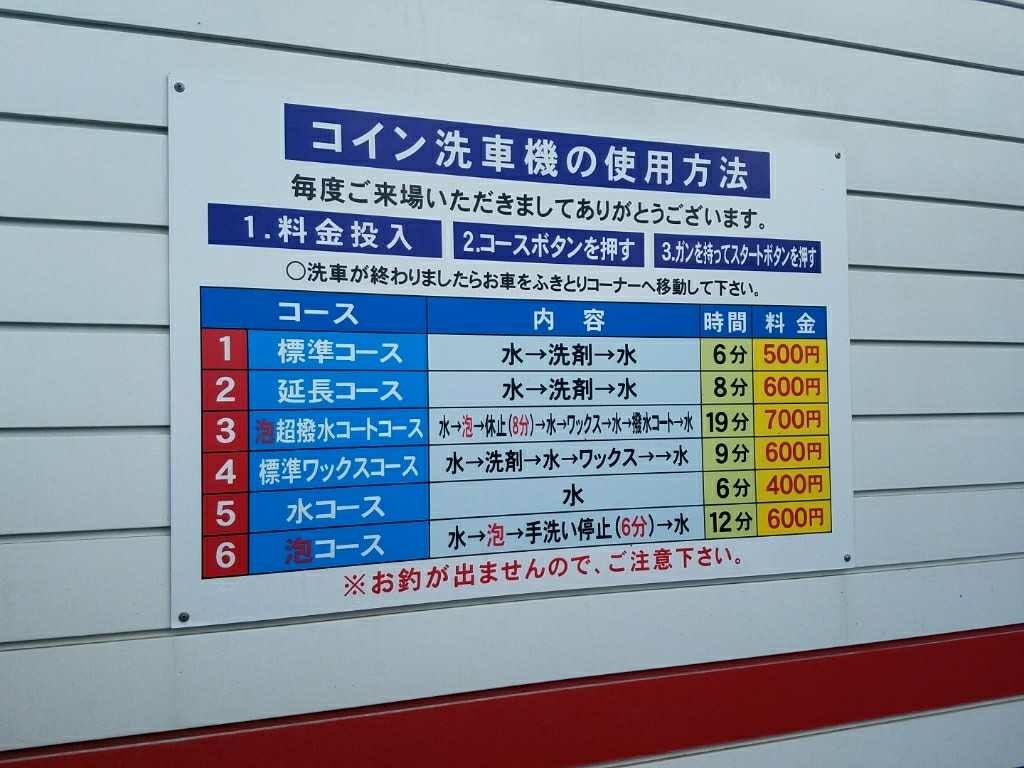 コイン洗車機の使用方法
毎度ご来場いただきましてありがとうございます。
1.料金投入 2.コースボタンを押す 3.ガンを持ってスタートボタンを押す
○洗車が終わりましたらお車をふきとりコーナーへ移動して下さい。
コース 内容 時間 料金
1 標準コース 水→洗剤→水 6分 500円
2 延長コース 水→洗剤→水 8分 600円
3 泡超撥水コートコース 水→泡→休止(8分)→水→ワックス→水→撥水コート→水 19分 700円
4 標準ワックスコース 水→洗剤→水→ワックス→→水 9分 600円
5 水コース 水 6分 400円
6 泡コース 水→泡→手洗い停止(6分)→水 12分 600円
※お釣が出ませんので、ご注意下さい。